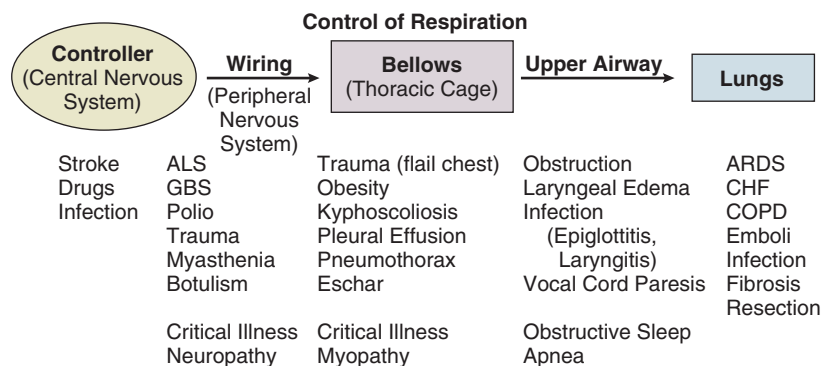 Control of Respiration
Controller
(Central Nervous
System)
Wiring
(Peripheral
Nervous
System)
Bellows
(Thoracic Cage)
Upper Airway
Lungs
Stroke
Drugs
Infection
ALS
GBS
Polio
Trauma
Myasthenia
Botulism
Critical Illness
Neuropathy
Trauma (flail chest)
Obesity
Kyphoscoliosis
Pleural Effusion
Pneumothorax
Eschar
Critical Illness
Myopathy
Obstruction
Laryngeal Edema
Infection
(Epiglottitis,
Laryngitis)
Vocal Cord Paresis
Obstructive Sleep
Apnea
ARDS
CHF
COPD
Emboli
Infection
Fibrosis
Resection